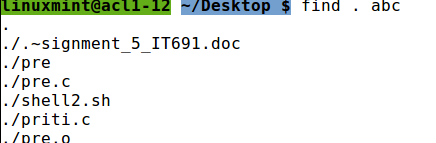 linuxmint@acl1-12 ~/Desktop $ find . abc
.
./.~signment_5_IT691.doc
./pre
./pre.c
./shell2.sh
./priti.c
./pre.o